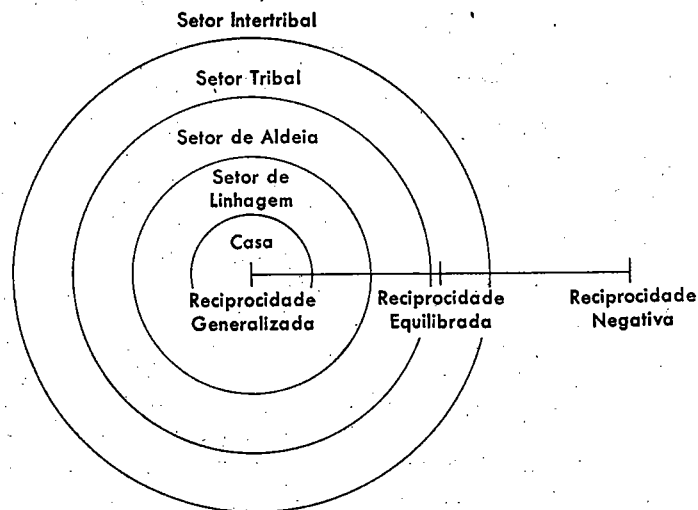 Setor Intertribal
Setor Tribal
Setor de Aldeia
Setor de
Linhagem
Casa
Reciprocidade
Generalizada
Reciprocidade
Equilibrada
Reciprocidade
Negativa